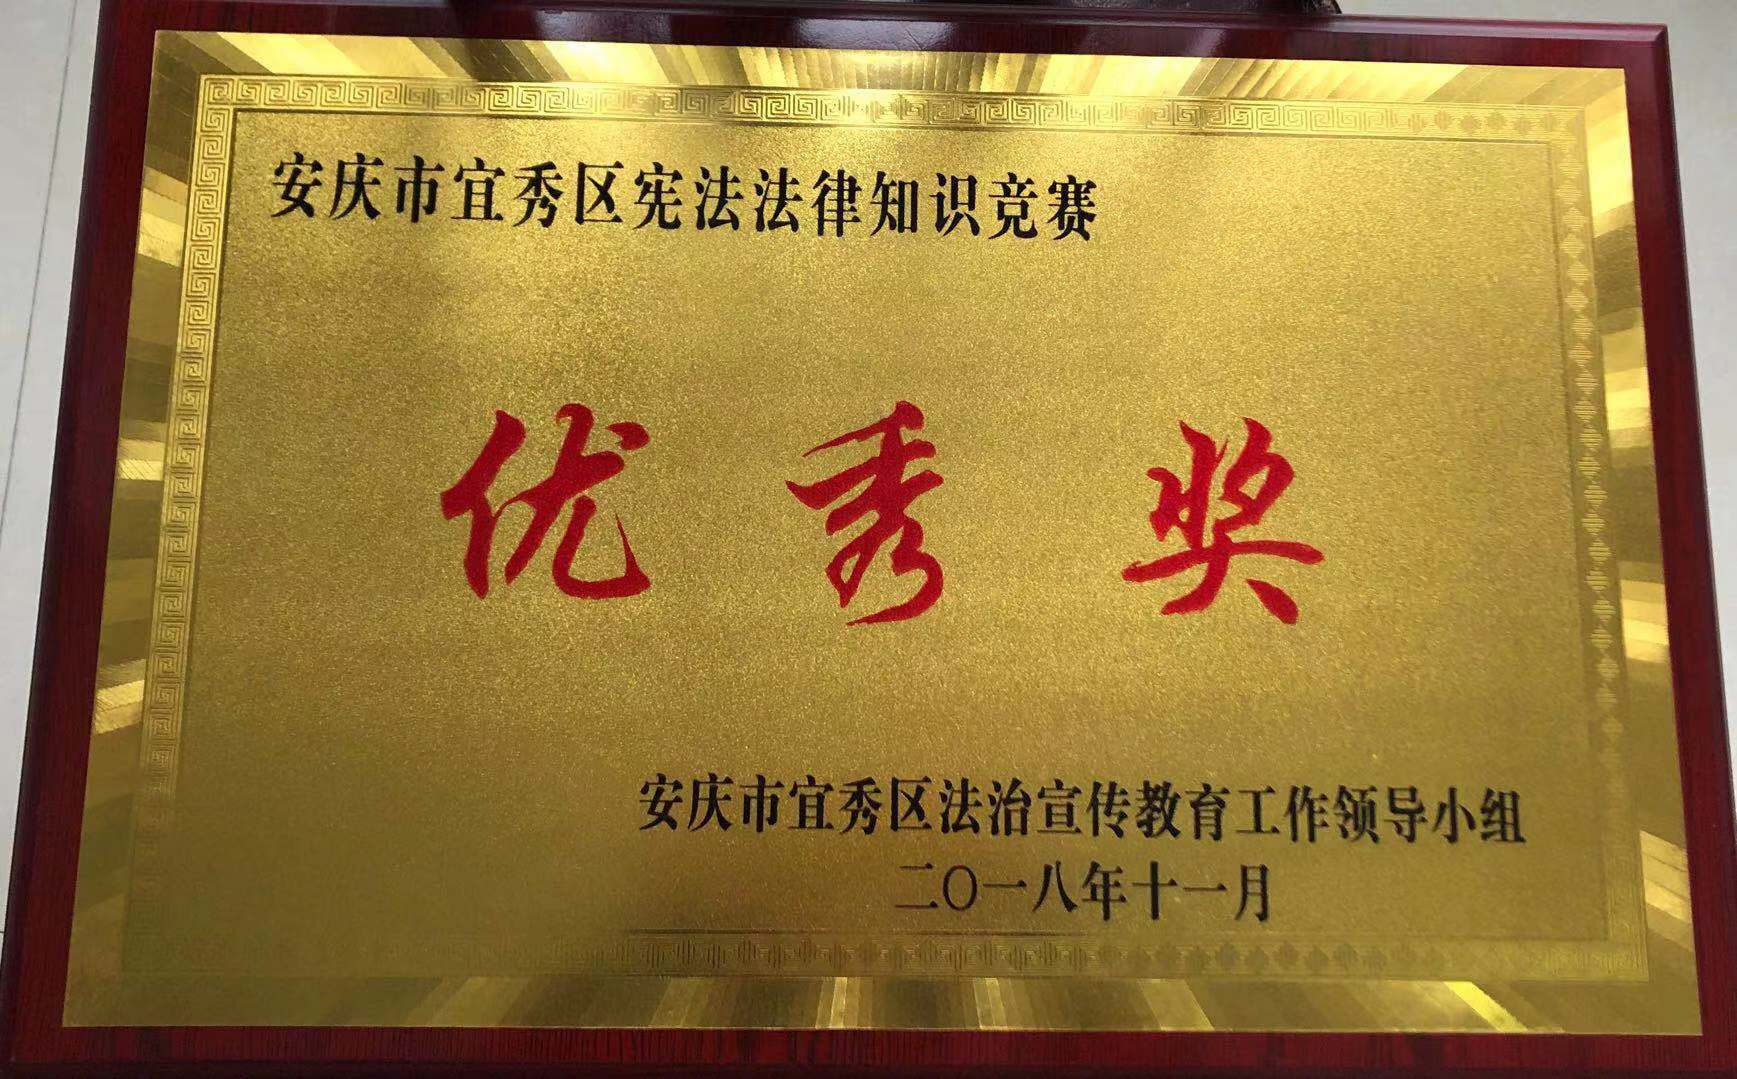 安庆市宜秀区宪法法律知识竞赛
优秀奖
安庆市宜秀区法治宣传教育工作领导小组
二〇一八年十一月